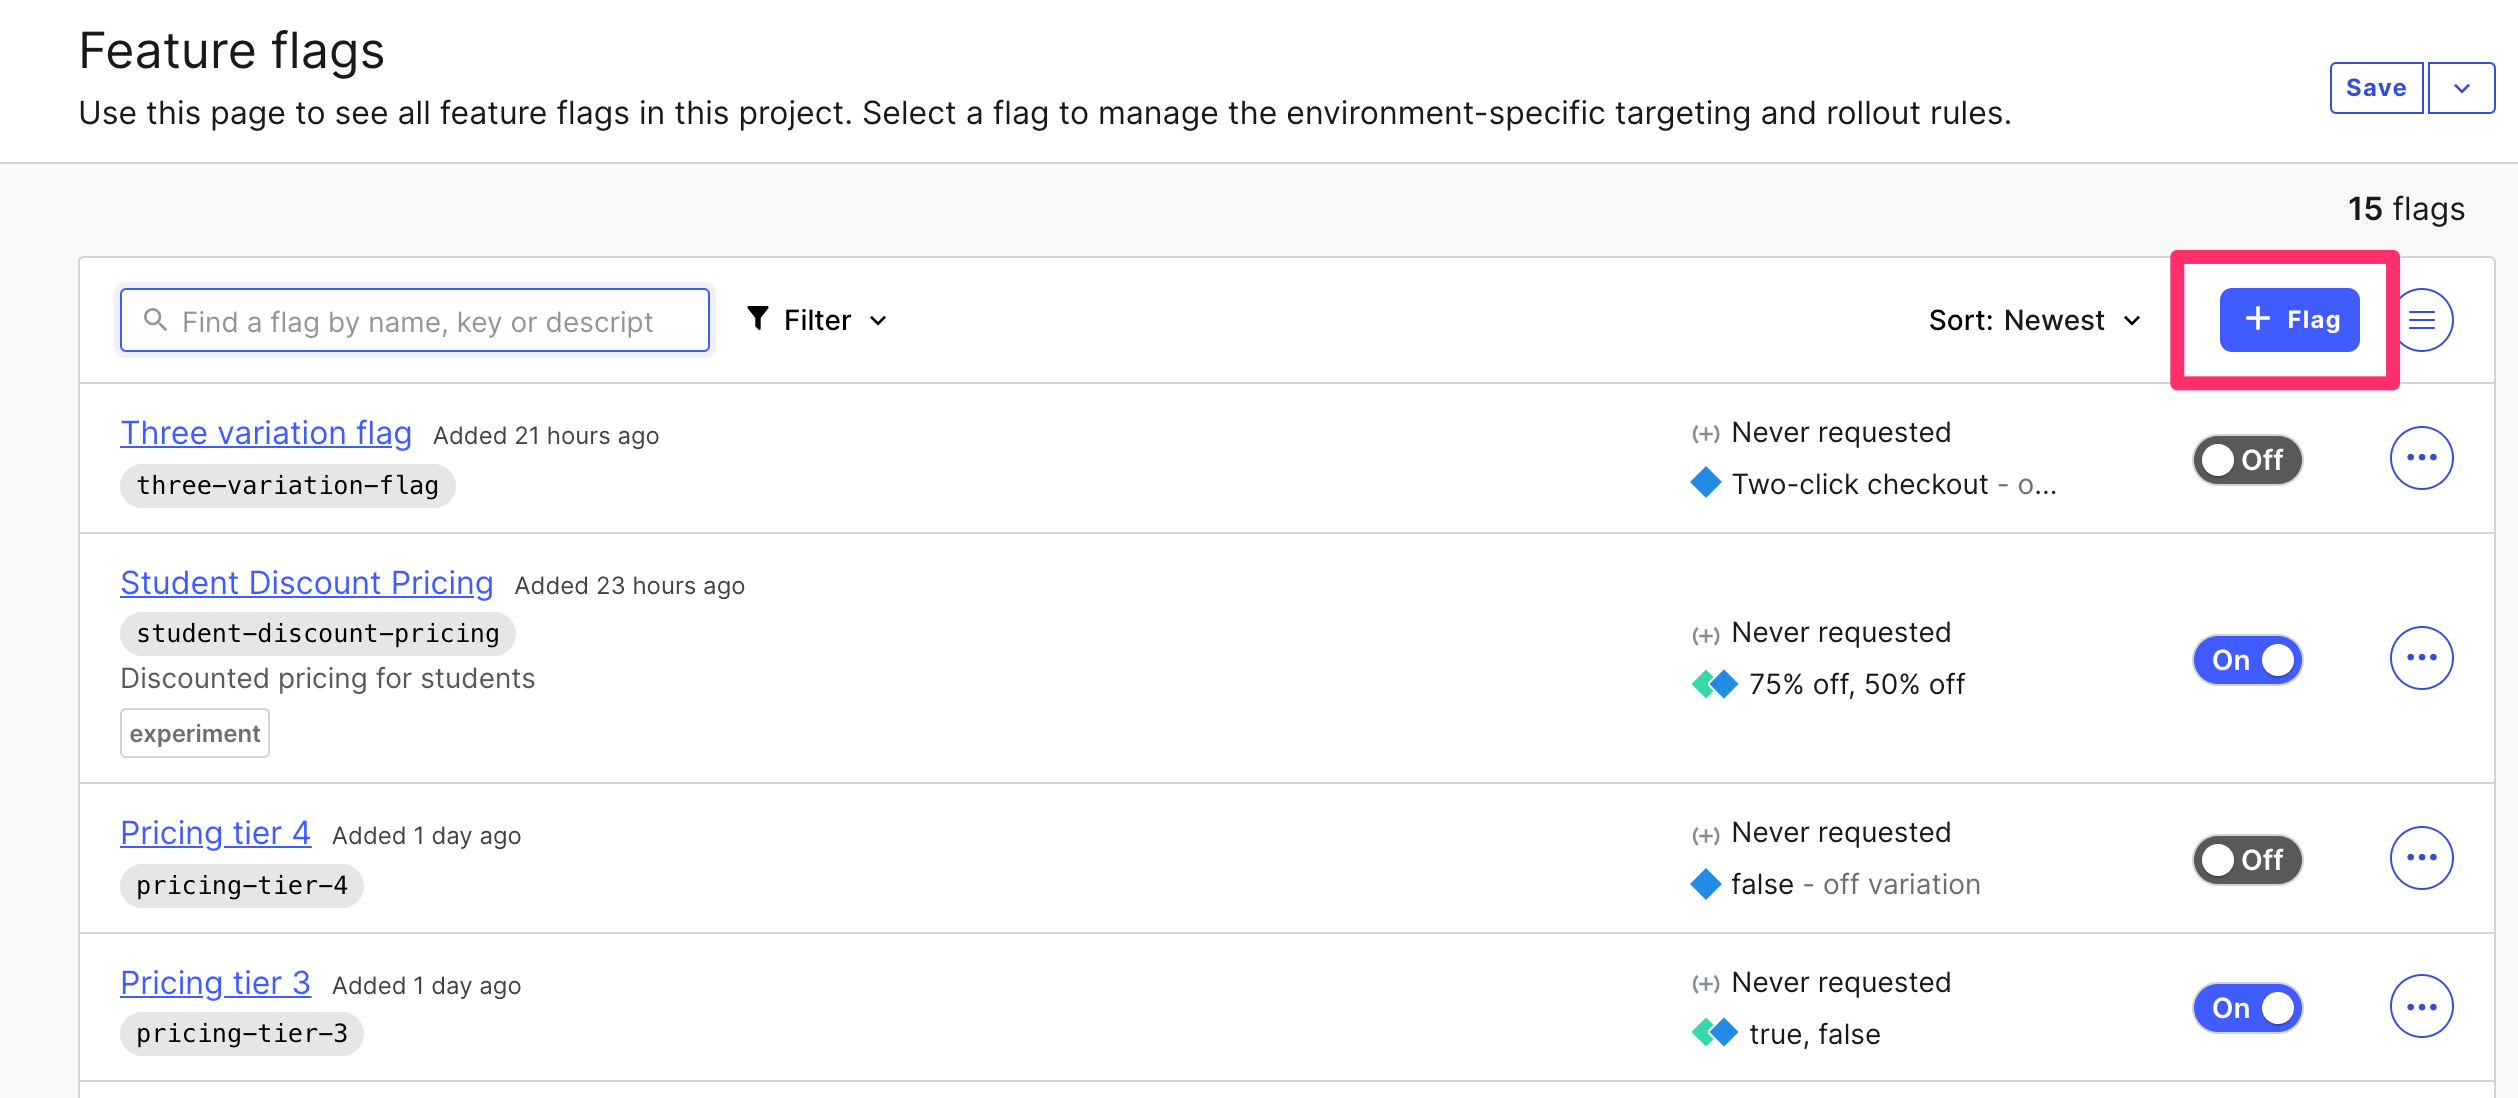 Feature flags
Use this page to see all feature flags in this project. Select a flag to manage the environment-specific targeting and rollout rules.
Save
15 flags
Find a flag by name, key or descript
Filter
Sort: Newest
+ Flag
Three variation flag Added 21 hours ago
three-variation-flag
(+) Never requested
Two-click checkout - o...
Off
Student Discount Pricing Added 23 hours ago
student-discount-pricing
Discounted pricing for students
experiment
(+) Never requested
75% off, 50% off
On
Pricing tier 4 Added 1 day ago
pricing-tier-4
(+) Never requested
false - off variation
Off
Pricing tier 3 Added 1 day ago
pricing-tier-3
(+) Never requested
true, false
On